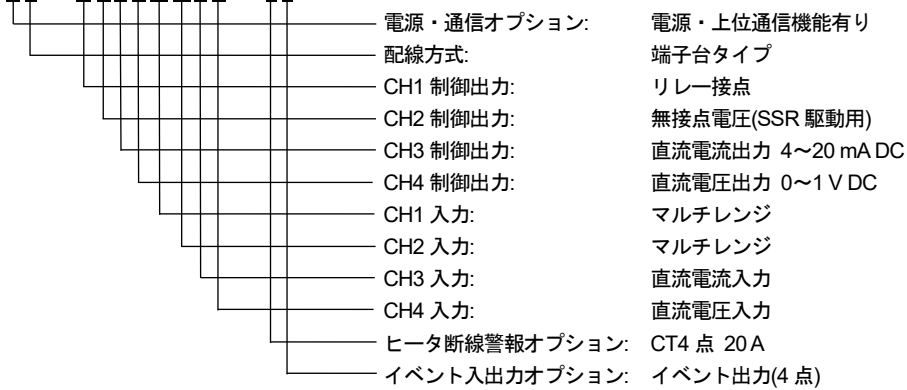 電源・通信オプション: 電源・上位通信機能有り
配線方式: 端子台タイプ
CH1 制御出力: リレー接点
CH2 制御出力: 無接点電圧(SSR 駆動用)
CH3 制御出力: 直流電流出力 4～20 mA DC
CH4 制御出力: 直流電圧出力 0～1 V DC
CH1 入力: マルチレンジ
CH2 入力: マルチレンジ
CH3 入力: 直流電流入力
CH4 入力: 直流電圧入力
ヒータ断線警報オプション: CT4 点 20 A
イベント入出力オプション: イベント出力(4 点)